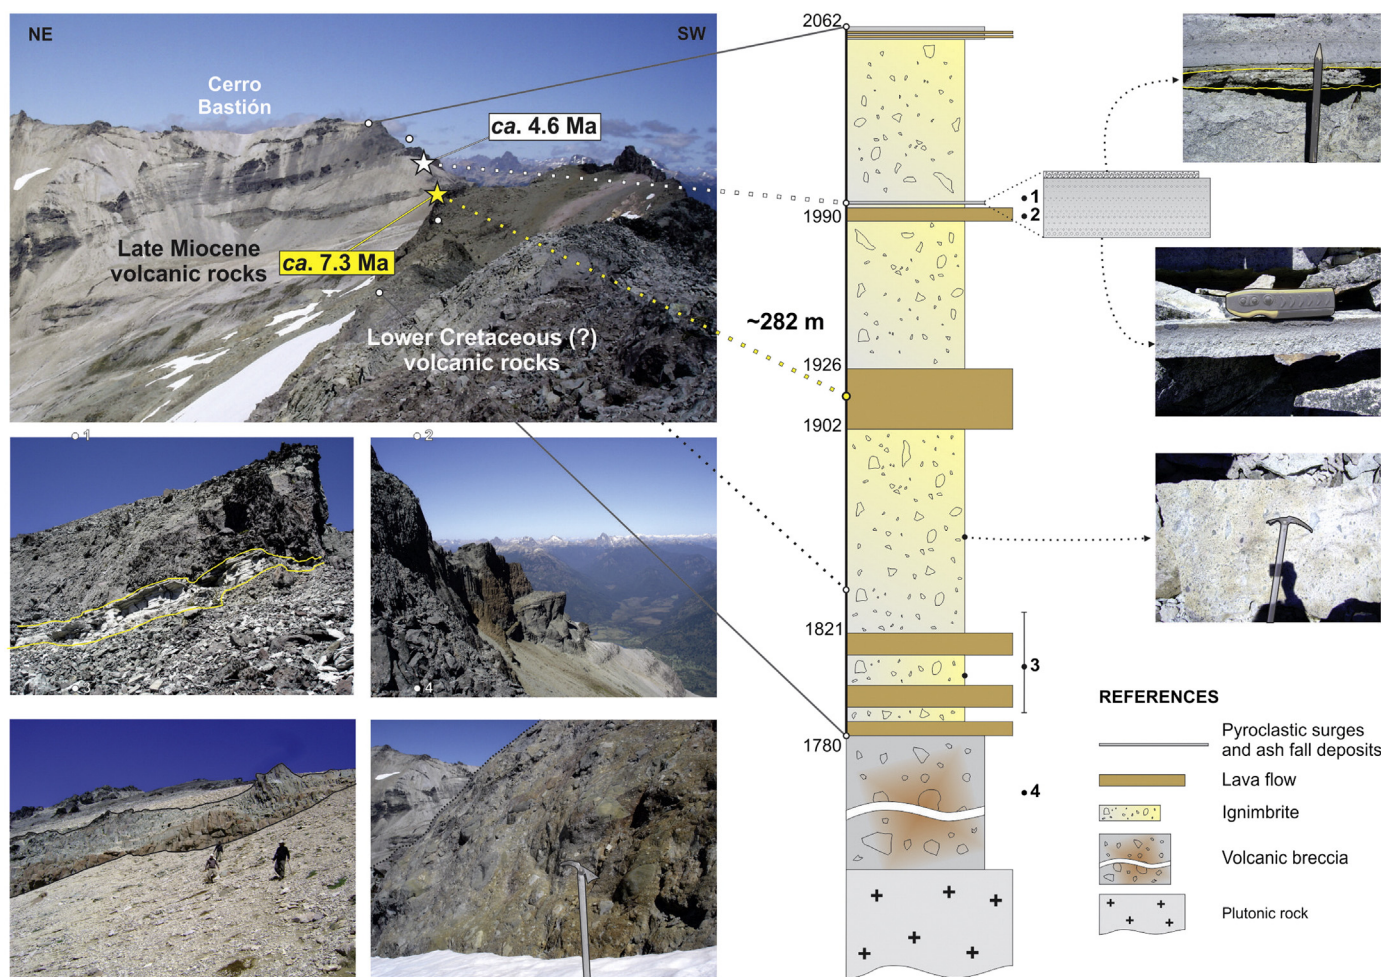 NE
SW
Cerro
Bastión
ca. 4.6 Ma
Late Miocene
volcanic rocks
ca. 7.3 Ma
Lower Cretaceous (?)
volcanic rocks
1
2
4
2062
1990
~282 m
1926
1902
1821
1780
1
2
3
4
REFERENCES
Pyroclastic surges
and ash fall deposits
Lava flow
Ignimbrite
Volcanic breccia
Plutonic rock